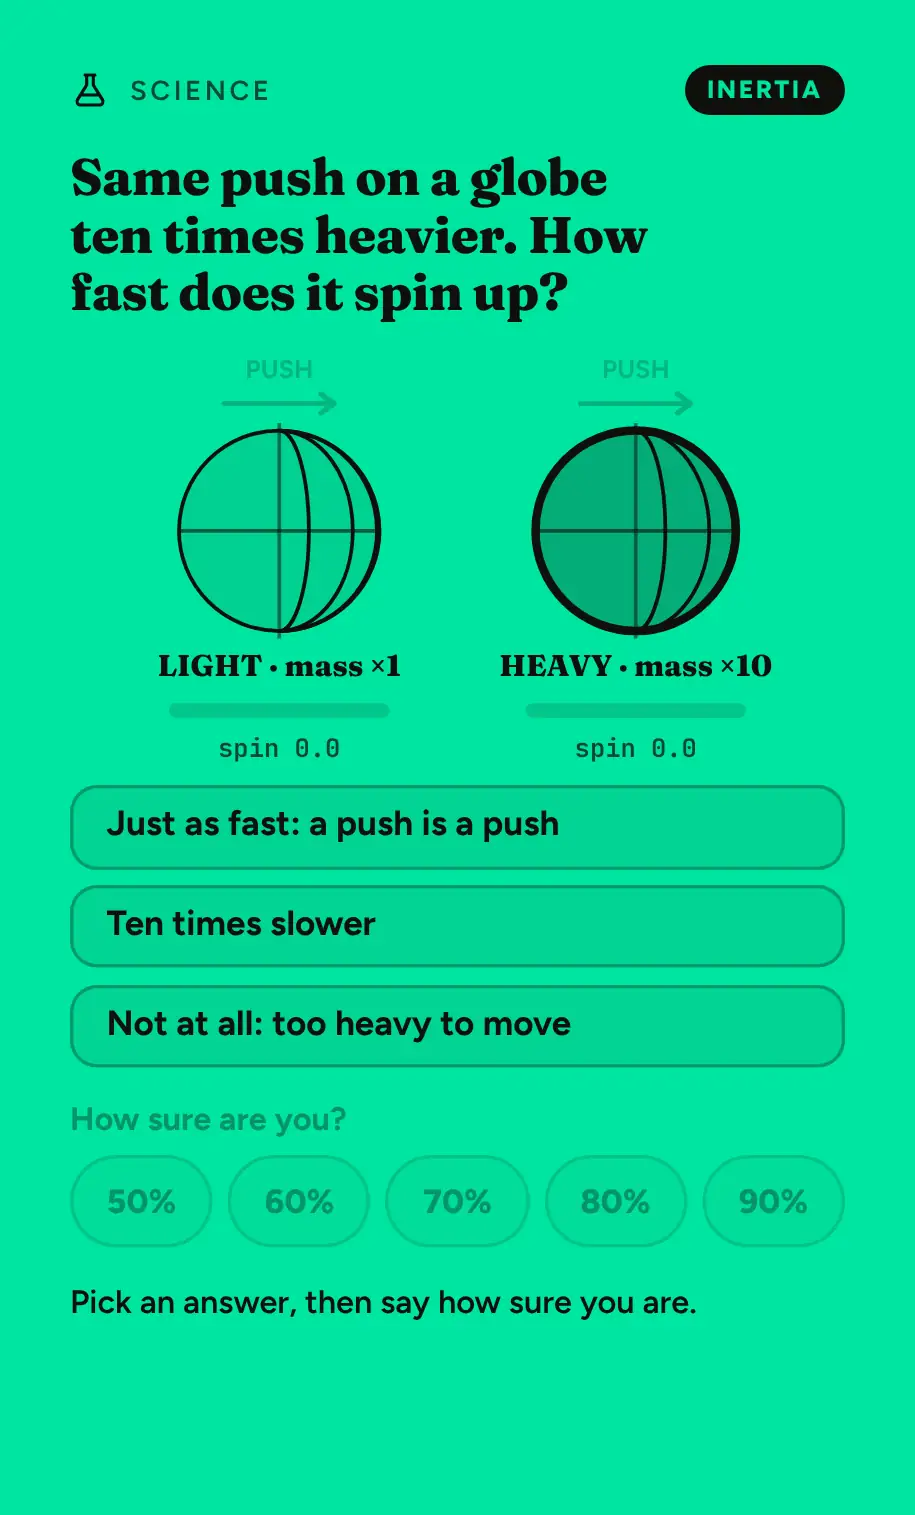 SCIENCE
INERTIA
Same push on a globe
ten times heavier. How
fast does it spin up?
PUSH
PUSH
LIGHT · mass ×1
HEAVY · mass ×10
spin 0.0
spin 0.0
Just as fast: a push is a push
Ten times slower
Not at all: too heavy to move
How sure are you?
50%
60%
70%
80%
90%
Pick an answer, then say how sure you are.